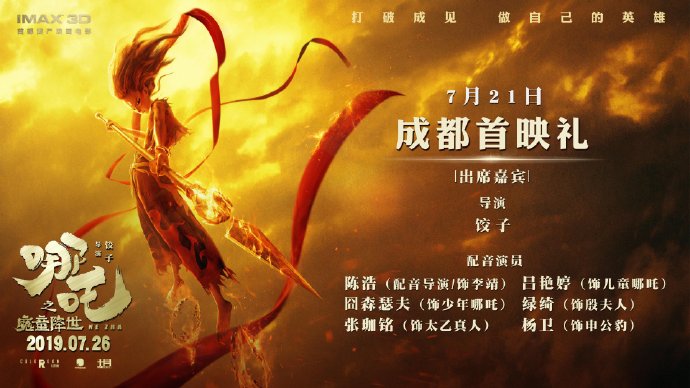 IMAX 3D
打破成见 做自己的英雄
7月21日
成都首映礼
出席嘉宾
导演
饺子
配音演员
陈浩（配音导演/饰李靖） 吕艳婷（饰儿童哪吒）
囧森瑟夫（饰少年哪吒） 绿绮（饰殷夫人）
张珈铭（饰太乙真人） 杨卫（饰申公豹）
导演 饺子
哪吒
之
魔童降世
NE ZHA
2019.07.26